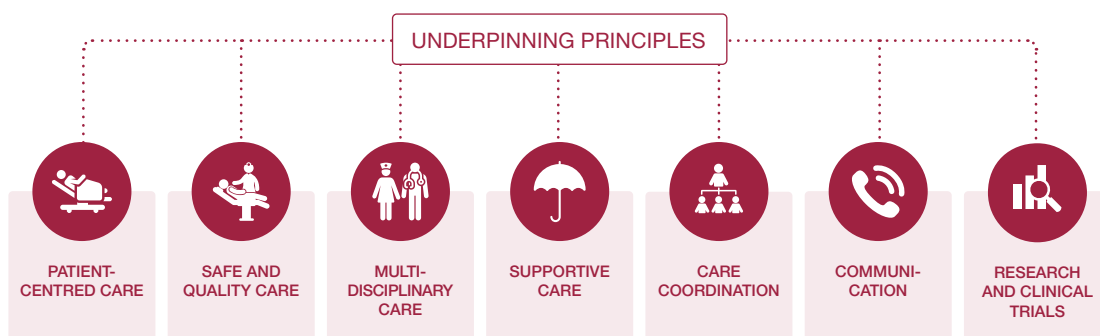 UNDERPINNING PRINCIPLES
PATIENT-
CENTRED CARE
SAFE AND
QUALITY CARE
MULTI-
DISCIPLINARY
CARE
SUPPORTIVE
CARE
CARE
COORDINATION
COMMUNI-
CATION
RESEARCH
AND CLINICAL
TRIALS